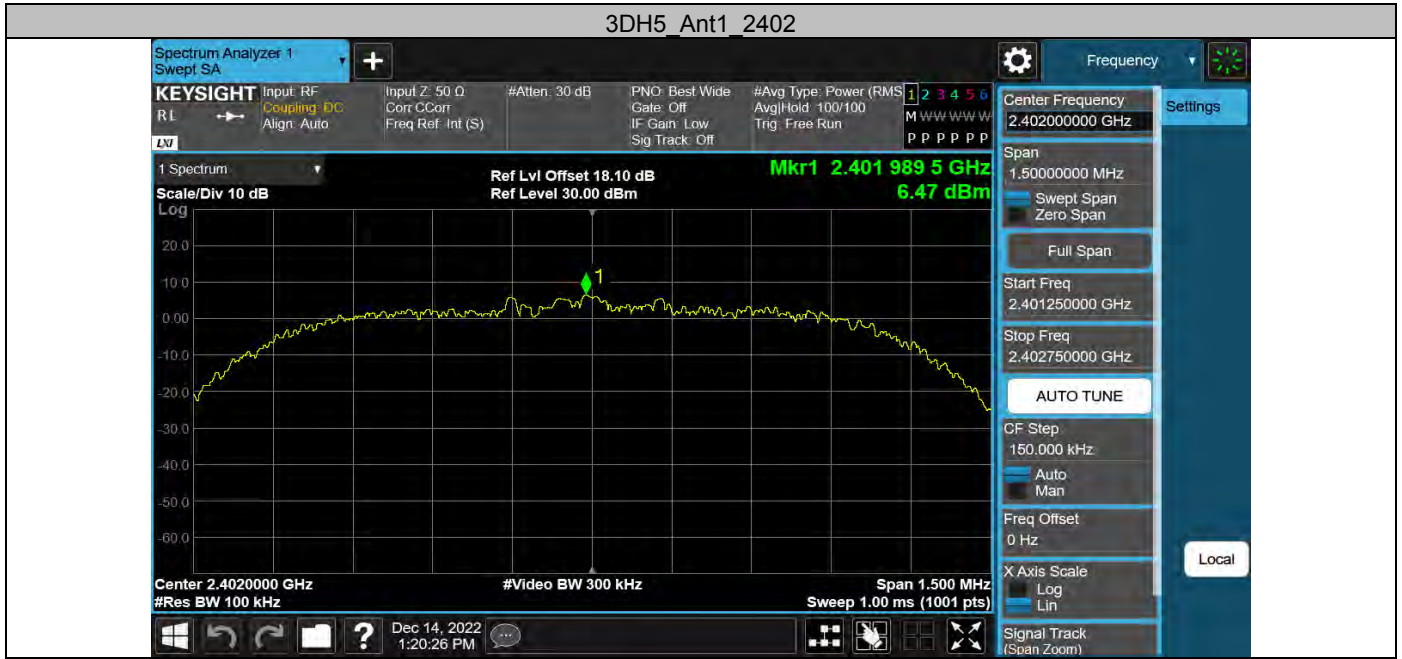 3DH5_Ant1_2402
Spectrum Analyzer 1
Swept SA
+
Frequency
KEYSIGHT
RL
LXI
Input: RF
Coupling: DC
Align: Auto
Input Z: 50 Ω
Corr CCorr
Freq Ref: Int (S)
#Atten: 30 dB
PNO: Best Wide
Gate: Off
IF Gain: Low
Sig Track: Off
#Avg Type: Power (RMS
Avg|Hold: 100/100
Trig: Free Run
1 2 3 4 5 6
M W W W W W
P P P P P P
1 Spectrum
Scale/Div 10 dB
Ref Lvl Offset 18.10 dB
Ref Level 30.00 dBm
Mkr1 2.401 989 5 GHz
6.47 dBm
Log
20.0
10.0
0.00
-10.0
-20.0
-30.0
-40.0
-50.0
-60.0
1
Center 2.4020000 GHz
#Res BW 100 kHz
#Video BW 300 kHz
Span 1.500 MHz
Sweep 1.00 ms (1001 pts)
?
Dec 14, 2022
1:20:26 PM
Center Frequency
2.402000000 GHz
Settings
Span
1.50000000 MHz
Swept Span
Zero Span
Full Span
Start Freq
2.401250000 GHz
Stop Freq
2.402750000 GHz
AUTO TUNE
CF Step
150.000 kHz
Auto
Man
Freq Offset
0 Hz
X Axis Scale
Log
Lin
Signal Track
(Span Zoom)
Local